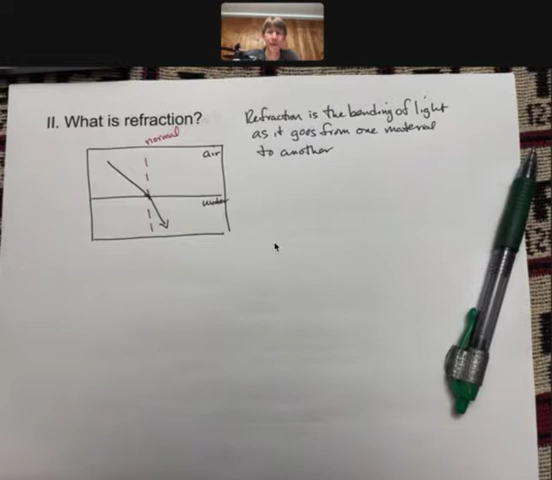 II. What is refraction?
Refraction is the bending of light
as it goes from one material
to another
normal
air
water